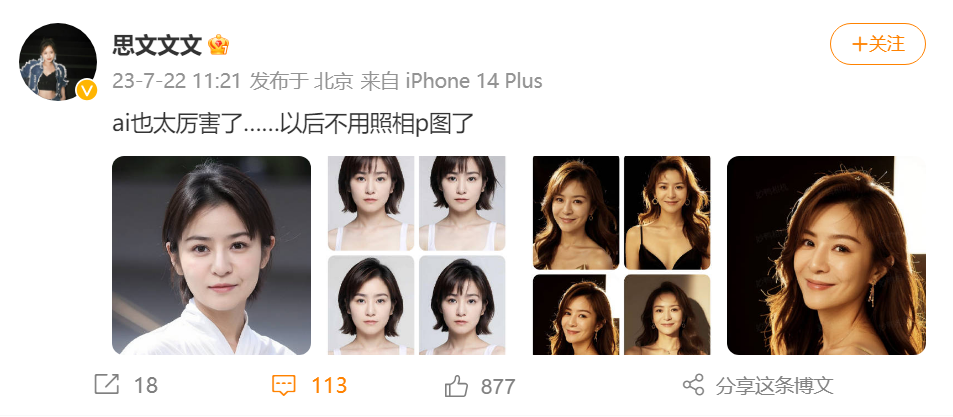 思文文文
+关注
23-7-22 11:21 发布于 北京 来自 iPhone 14 Plus
ai也太厉害了......以后不用照相p图了
18
113
877
分享这条博文